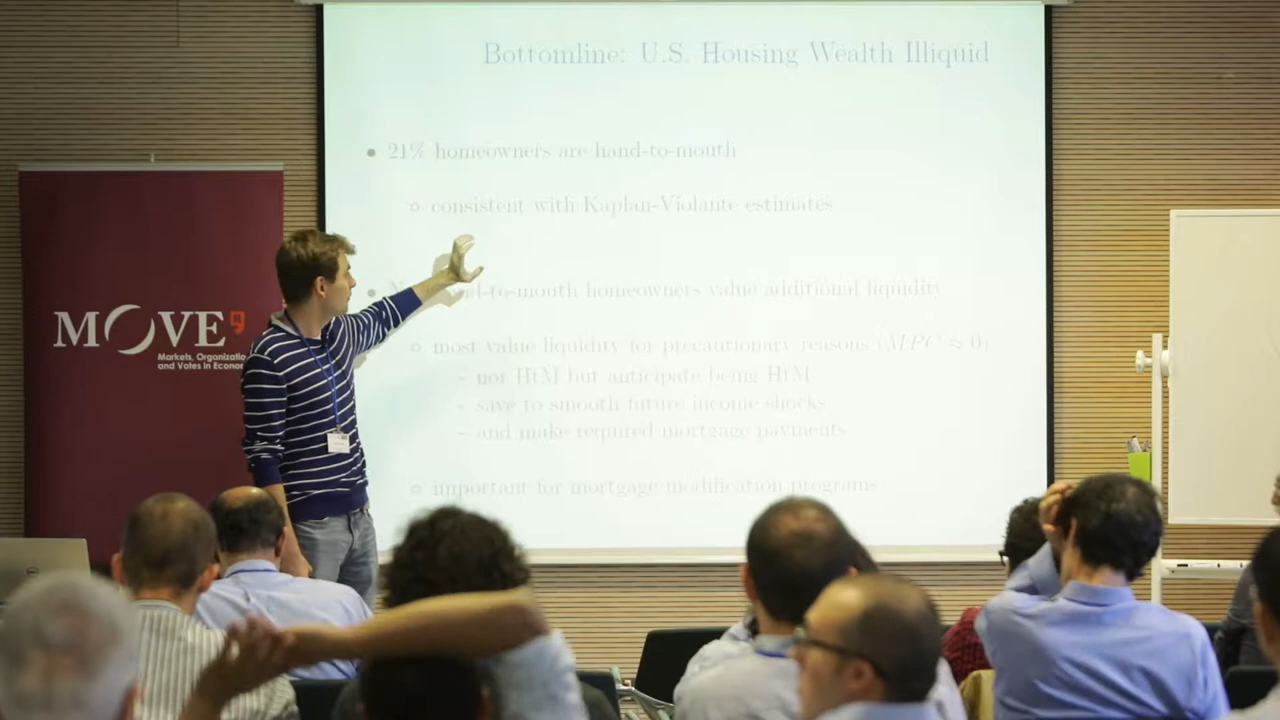 Bottomline: U.S. Housing Wealth Illiquid
• 21% homeowners are hand-to-mouth
○ consistent with Kaplan-Violante estimates
• d-to-mouth homeowners value additional liquidity
○ most value liquidity for precautionary reasons (MPC ≈ 0)
– not HtM but anticipate being HtM
– save to smooth future income shocks
– and make required mortgage payments
○ important for mortgage modification programs
MOVE
Markets, Organizatio
and Votes in Econo